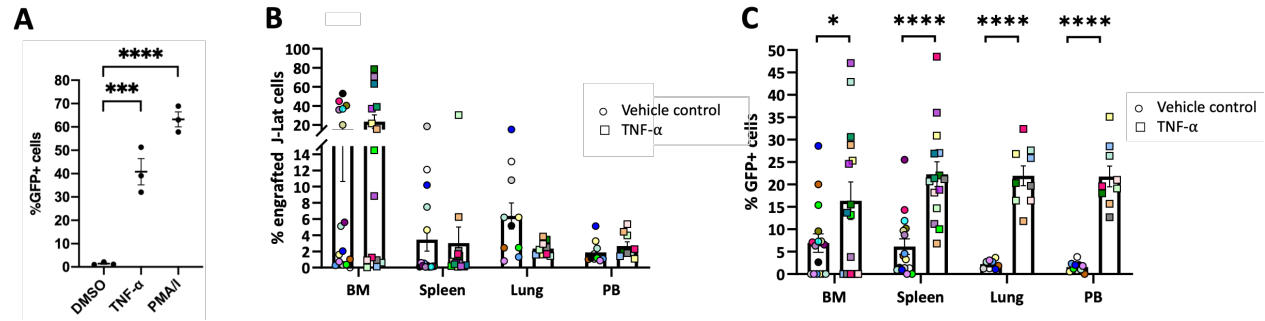 A
%GFP+ cells
80
70
60
50
40
30
20
10
0
***
****
DMSO
TNF-α
PMA/I
B
% engrafted J-Lat cells
100
80
60
40
20
14
12
10
8
6
4
2
0
BM
Spleen
Lung
PB
Vehicle control
TNF-α
C
% GFP+ cells
50
45
40
35
30
25
20
15
10
5
0
*
****
****
****
BM
Spleen
Lung
PB
Vehicle control
TNF-α